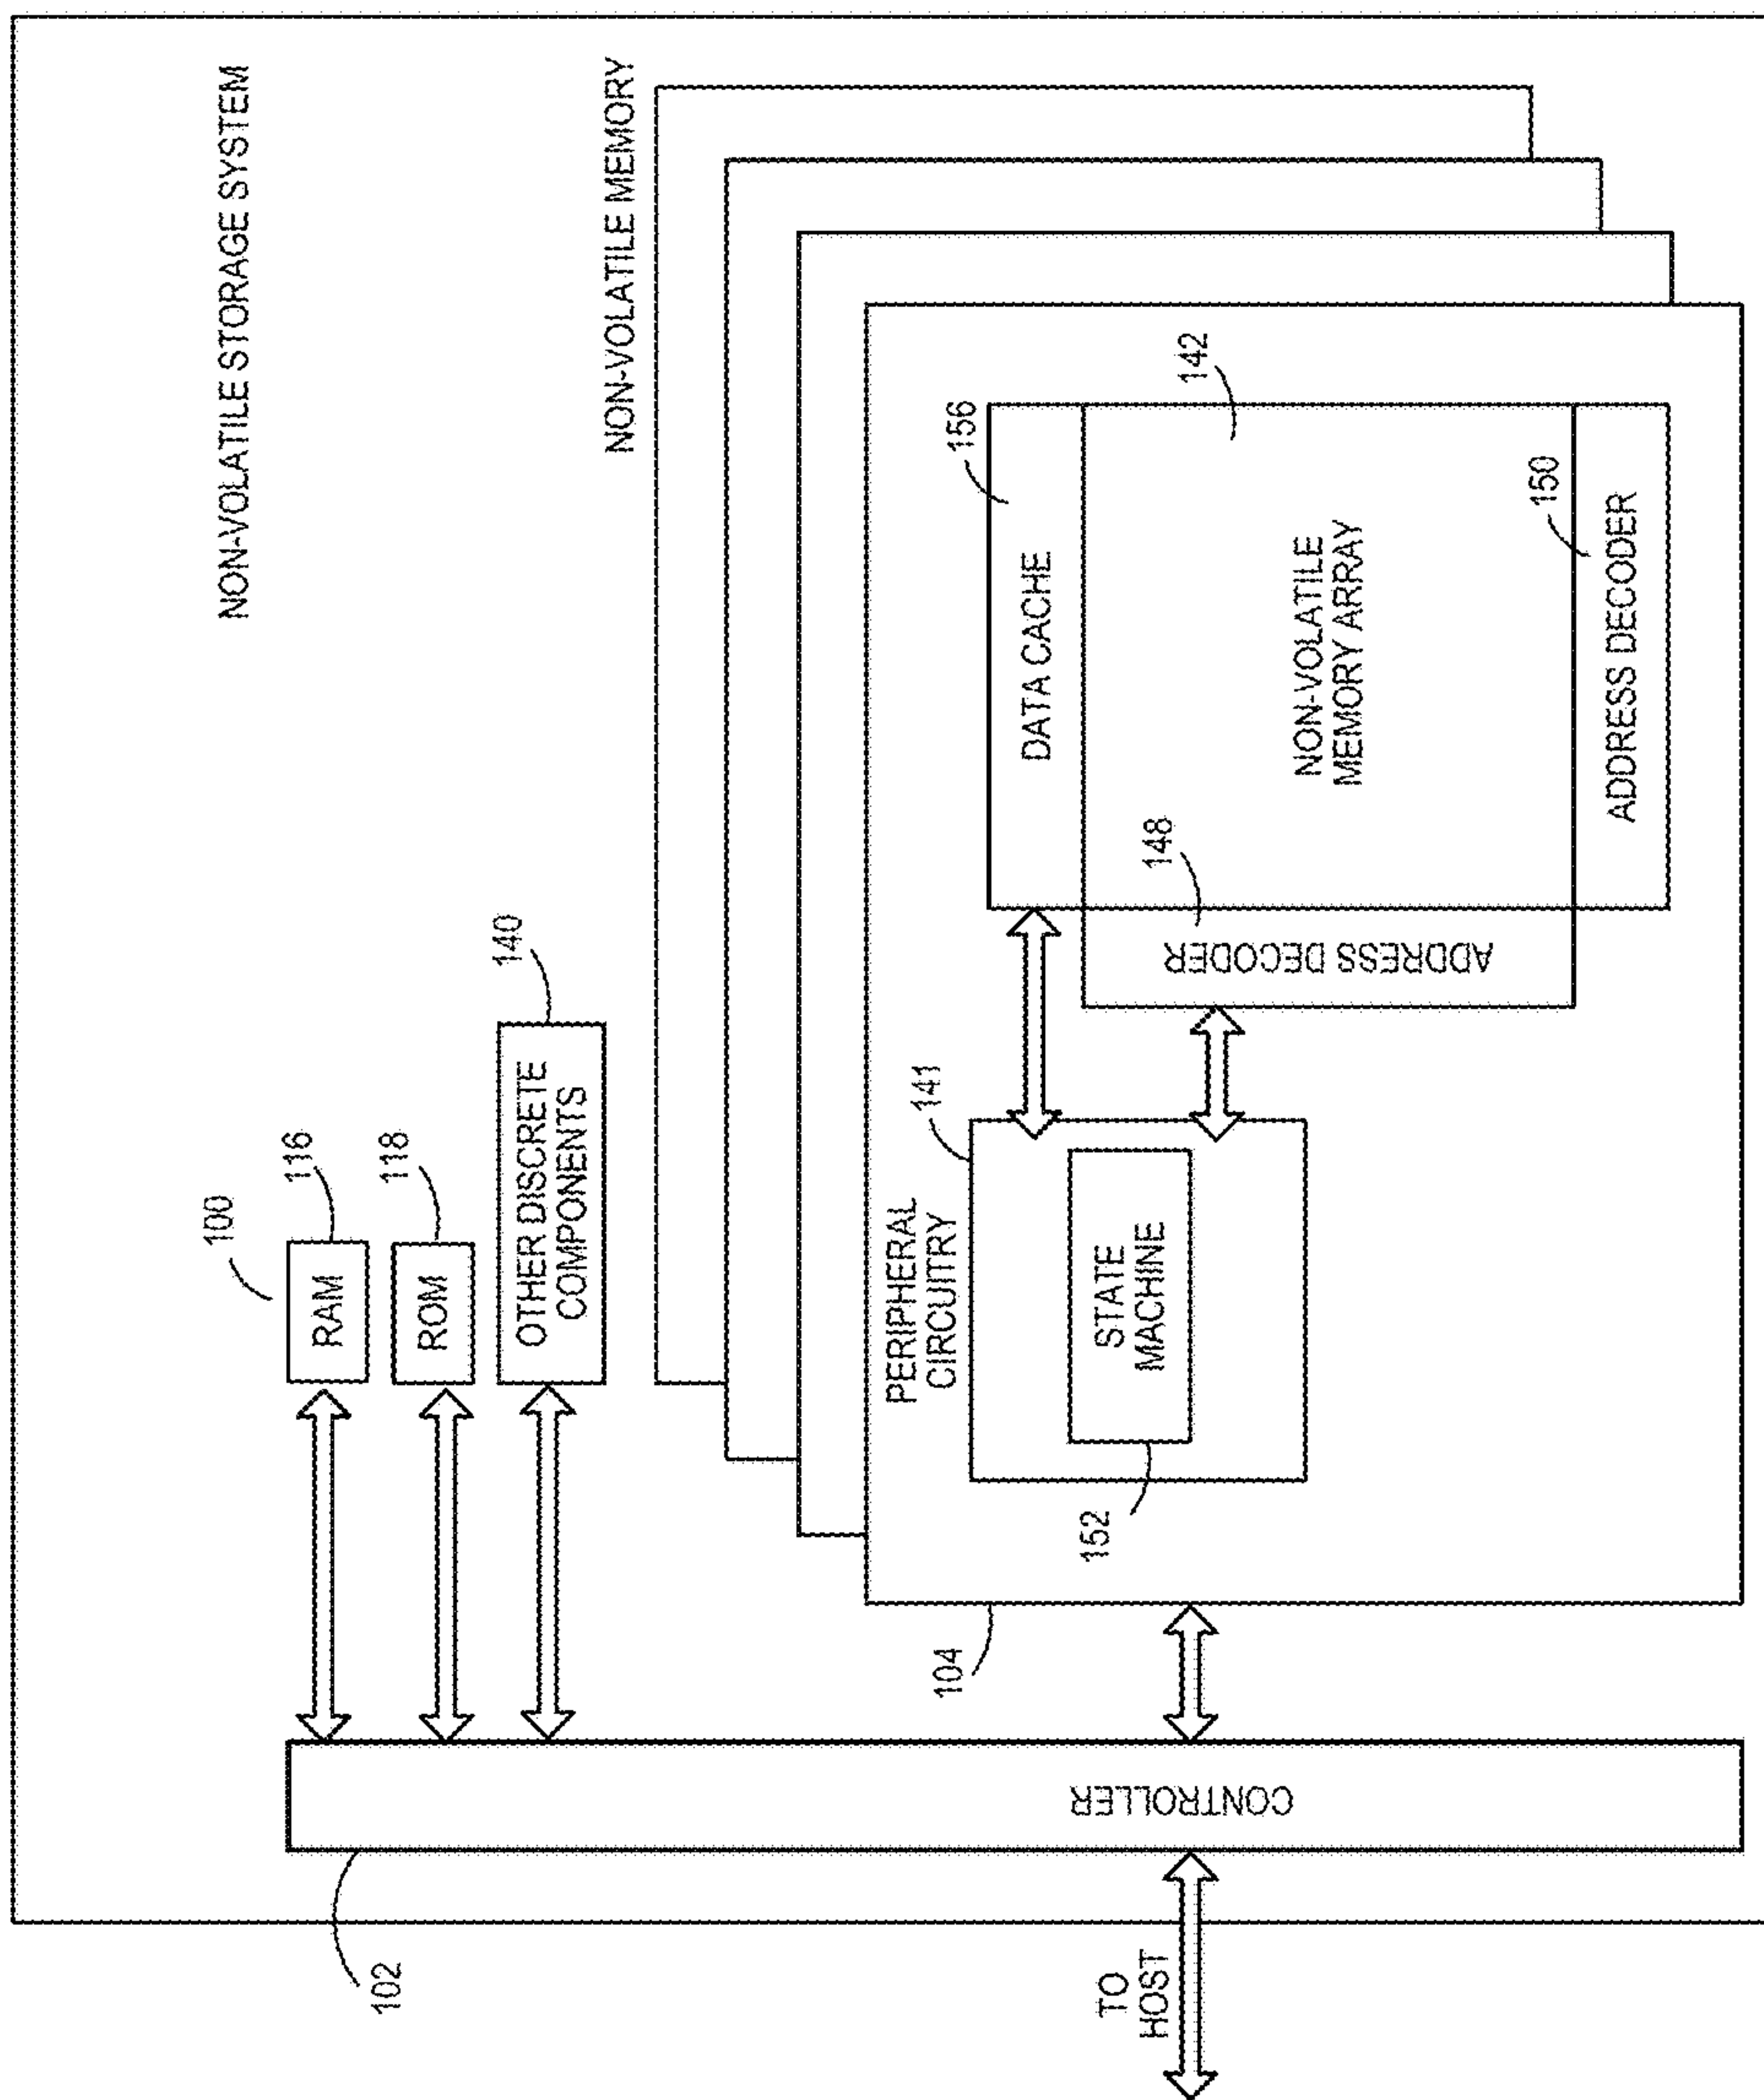 NON-VOLATILE STORAGE SYSTEM
100
116
RAM
118
ROM
140
OTHER DISCRETE
COMPONENTS
NON-VOLATILE MEMORY
PERIPHERAL
CIRCUITRY
141
STATE
MACHINE
152
156
DATA CACHE
142
NON-VOLATILE
MEMORY ARRAY
148
ADDRESS DECODER
150
ADDRESS DECODER
104
CONTROLLER
102
TO
HOST